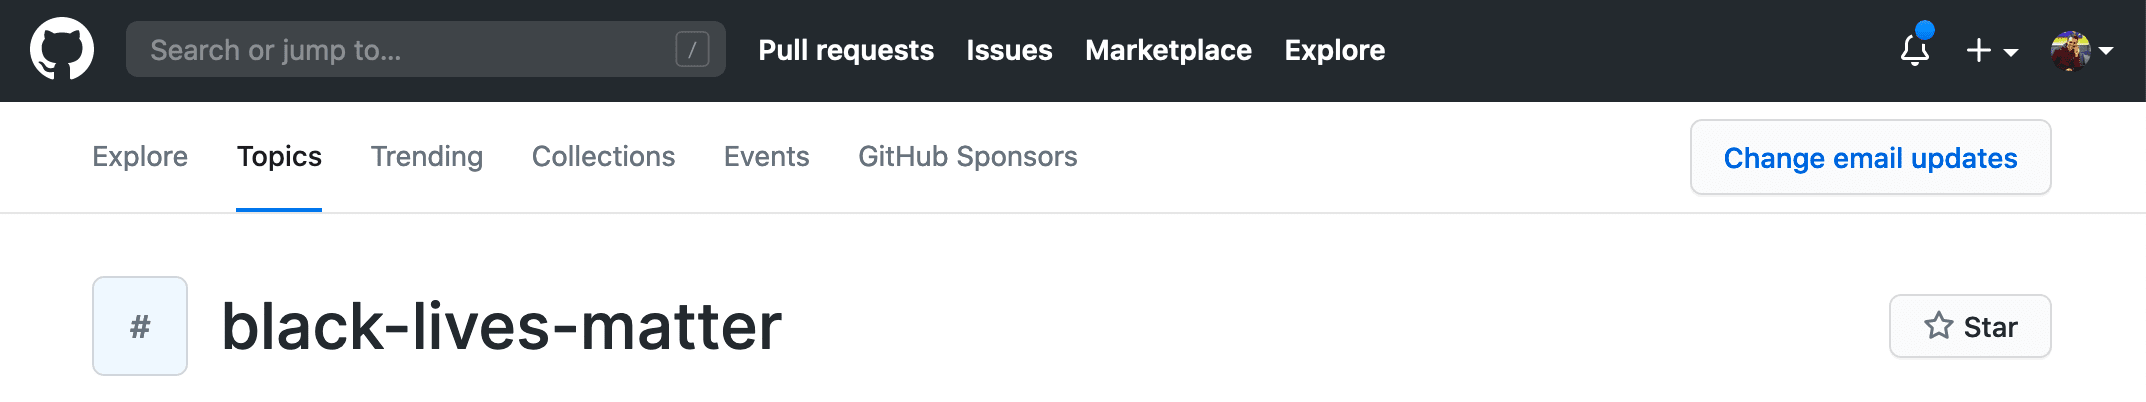 Search or jump to... /
Pull requests Issues Marketplace Explore
Explore Topics Trending Collections Events GitHub Sponsors
Change email updates
# black-lives-matter
Star